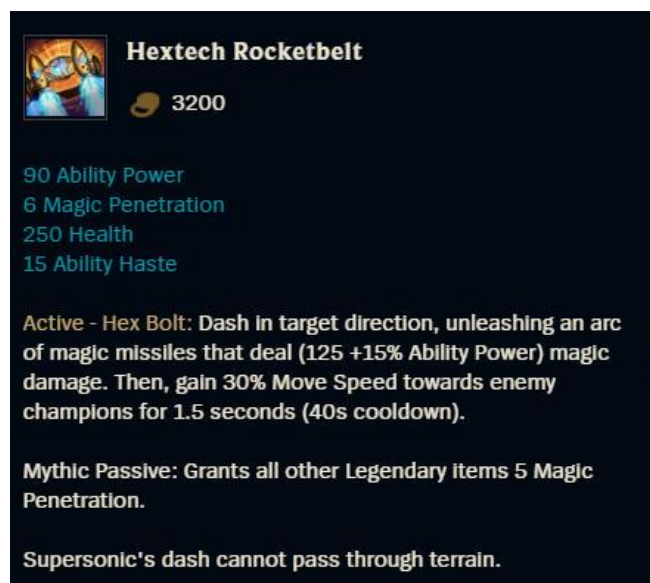 Hextech Rocketbelt
3200
90 Ability Power
6 Magic Penetration
250 Health
15 Ability Haste
Active - Hex Bolt: Dash in target direction, unleashing an arc
of magic missiles that deal (125 +15% Ability Power) magic
damage. Then, gain 30% Move Speed towards enemy
champions for 1.5 seconds (40s cooldown).
Mythic Passive: Grants all other Legendary items 5 Magic
Penetration.
Supersonic's dash cannot pass through terrain.